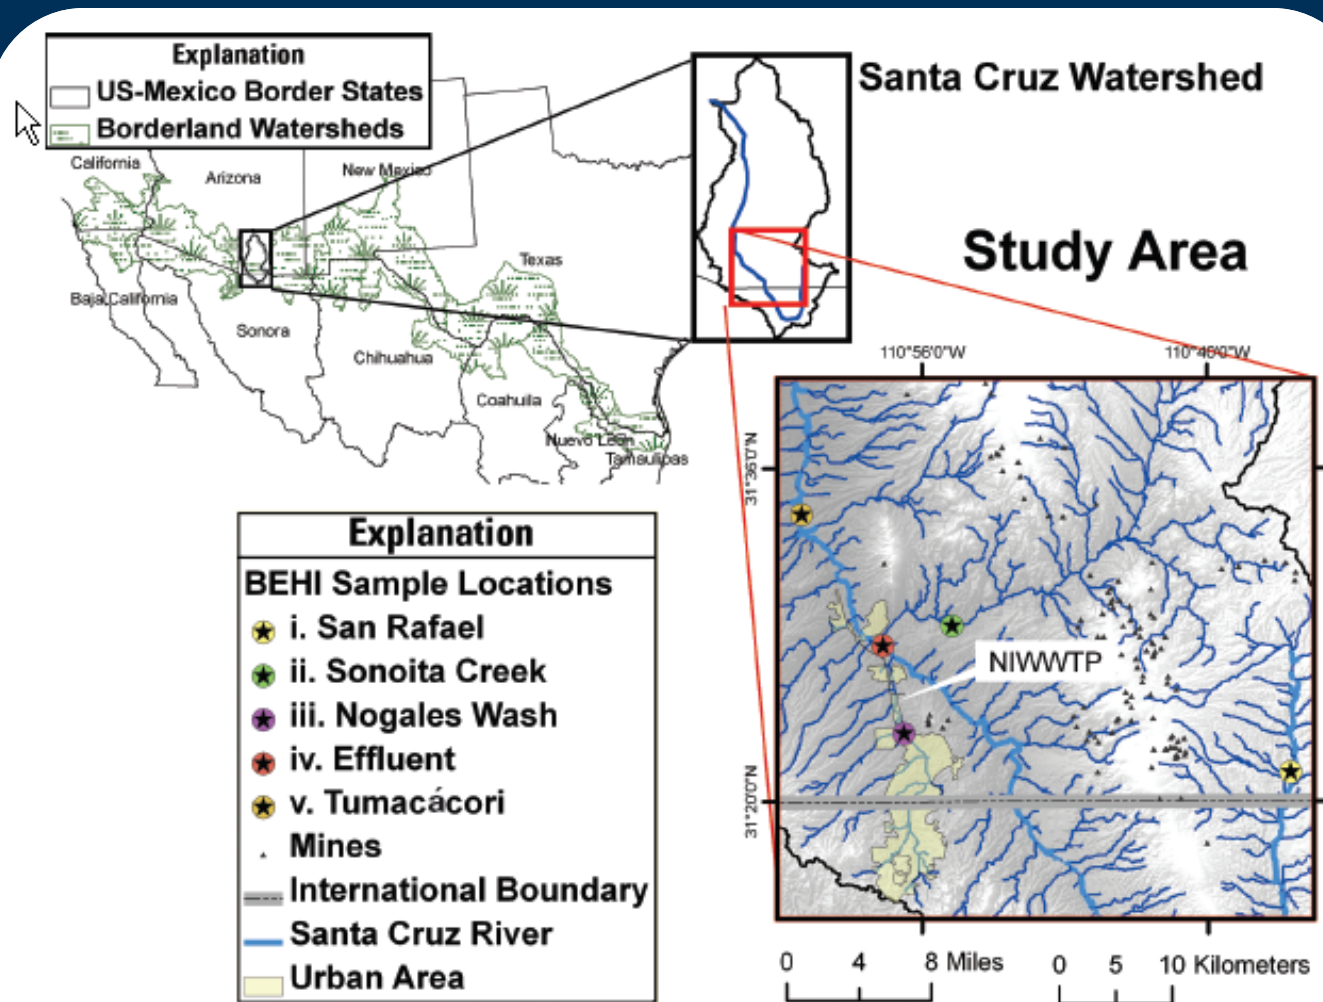 Explanation
US-Mexico Border States
Borderland Watersheds
California
Arizona
New Mexico
Texas
Baja California
Sonora
Chihuahua
Coahuila
Nuevo León
Tamaulipas
Santa Cruz Watershed
Study Area
110°56'0"W
110°46'0"W
31°36'0"N
31°20'0"N
NIWWTP
Explanation
BEHI Sample Locations
i. San Rafael
ii. Sonoita Creek
iii. Nogales Wash
iv. Effluent
v. Tumacácori
Mines
International Boundary
Santa Cruz River
Urban Area
0 4 8 Miles
0 5 10 Kilometers